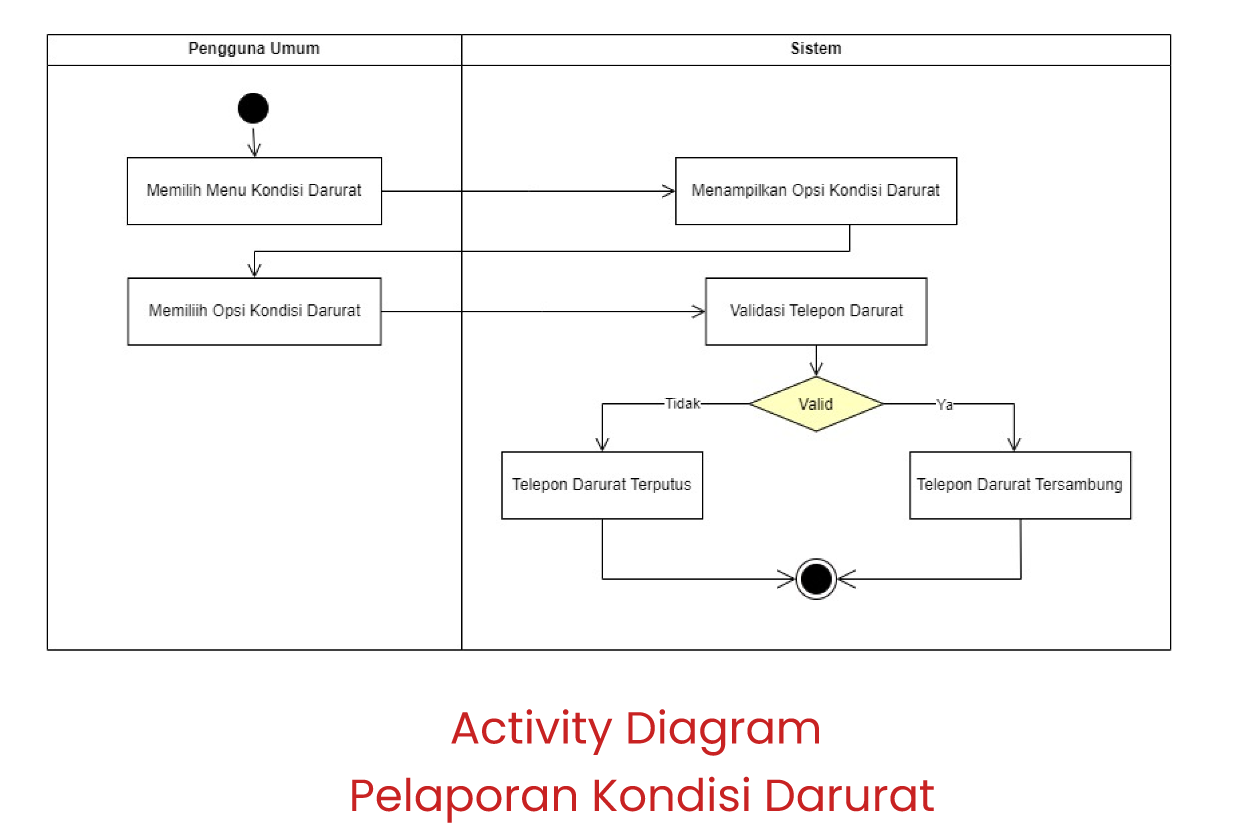 Pengguna Umum
Sistem
Memilih Menu Kondisi Darurat
Menampilkan Opsi Kondisi Darurat
Memiliih Opsi Kondisi Darurat
Validasi Telepon Darurat
Tidak
Valid
Ya
Telepon Darurat Terputus
Telepon Darurat Tersambung
Activity Diagram
Pelaporan Kondisi Darurat